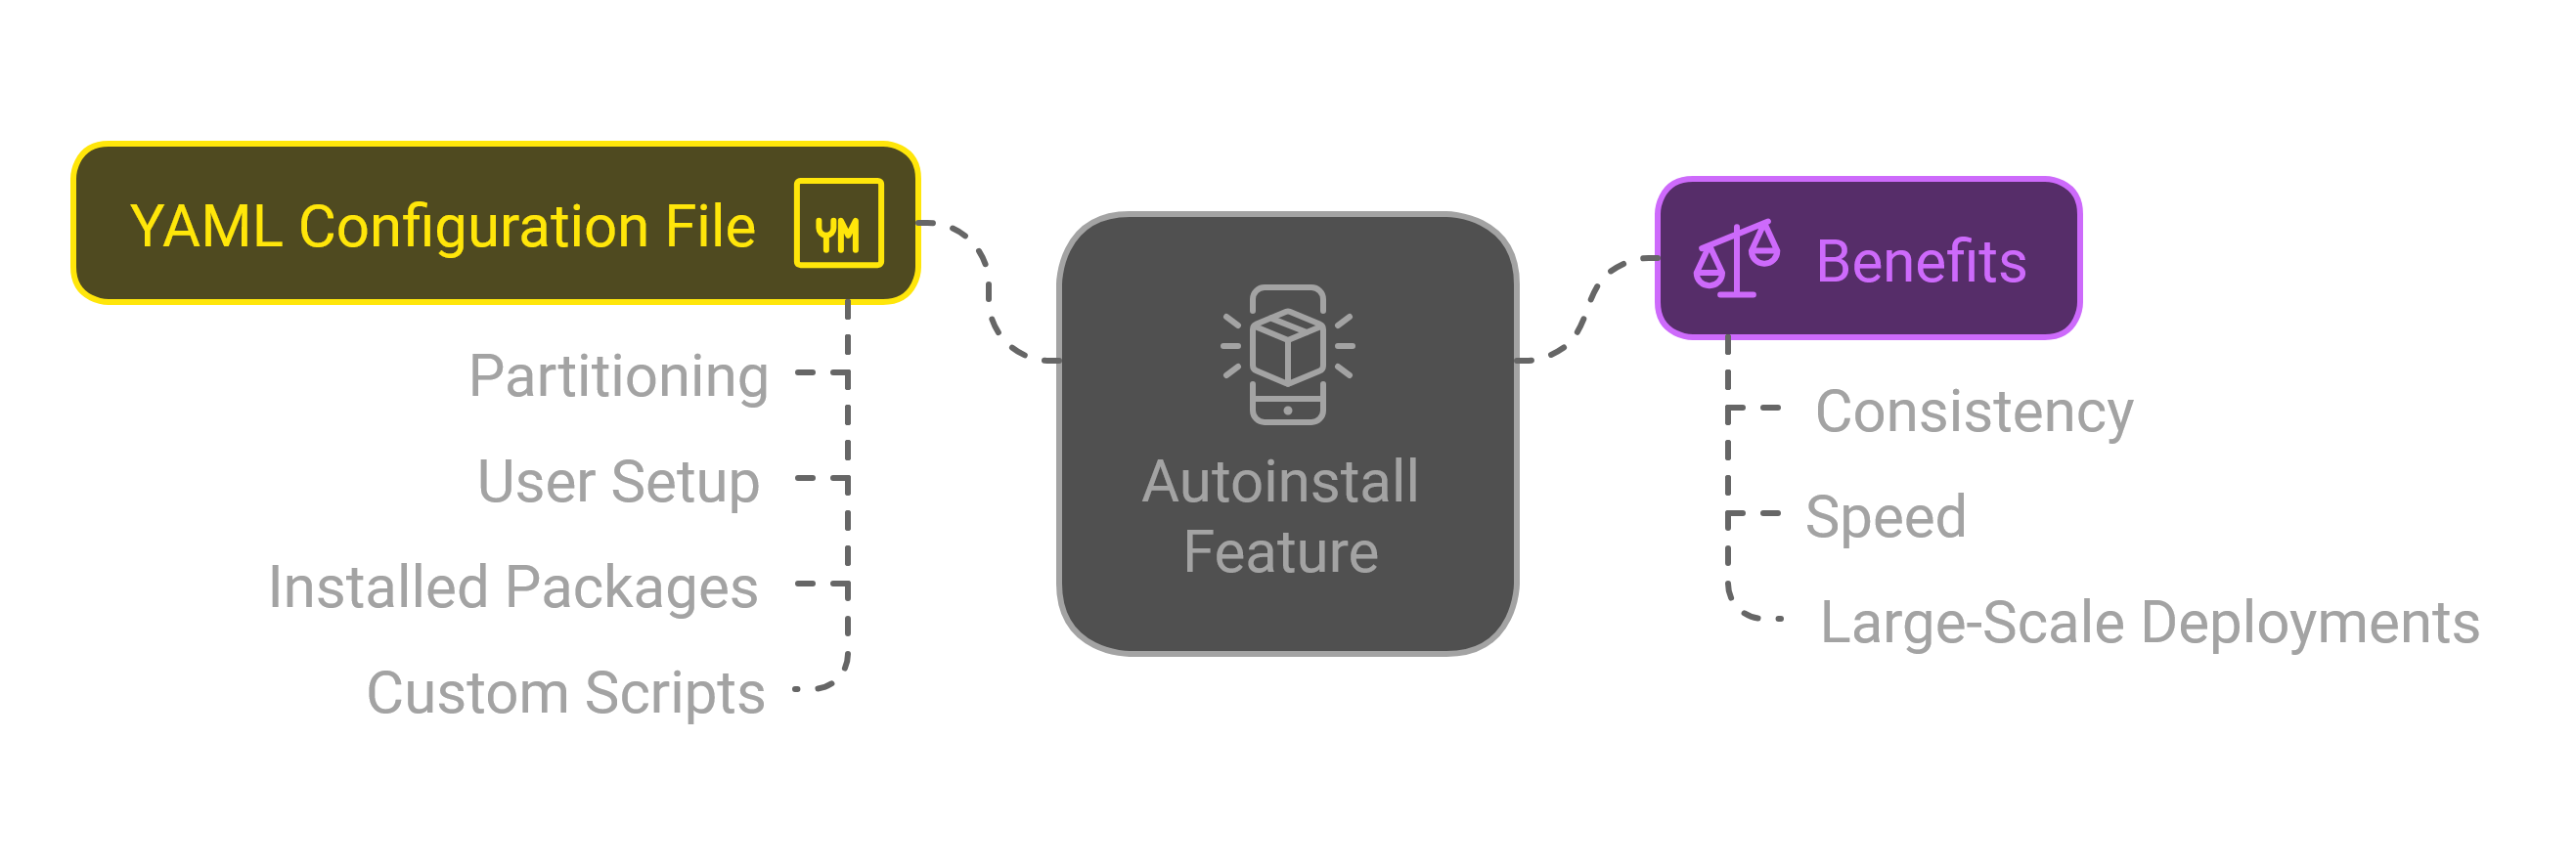 YAML Configuration File
YM
Partitioning
User Setup
Installed Packages
Custom Scripts
Autoinstall
Feature
Benefits
Consistency
Speed
Large-Scale Deployments